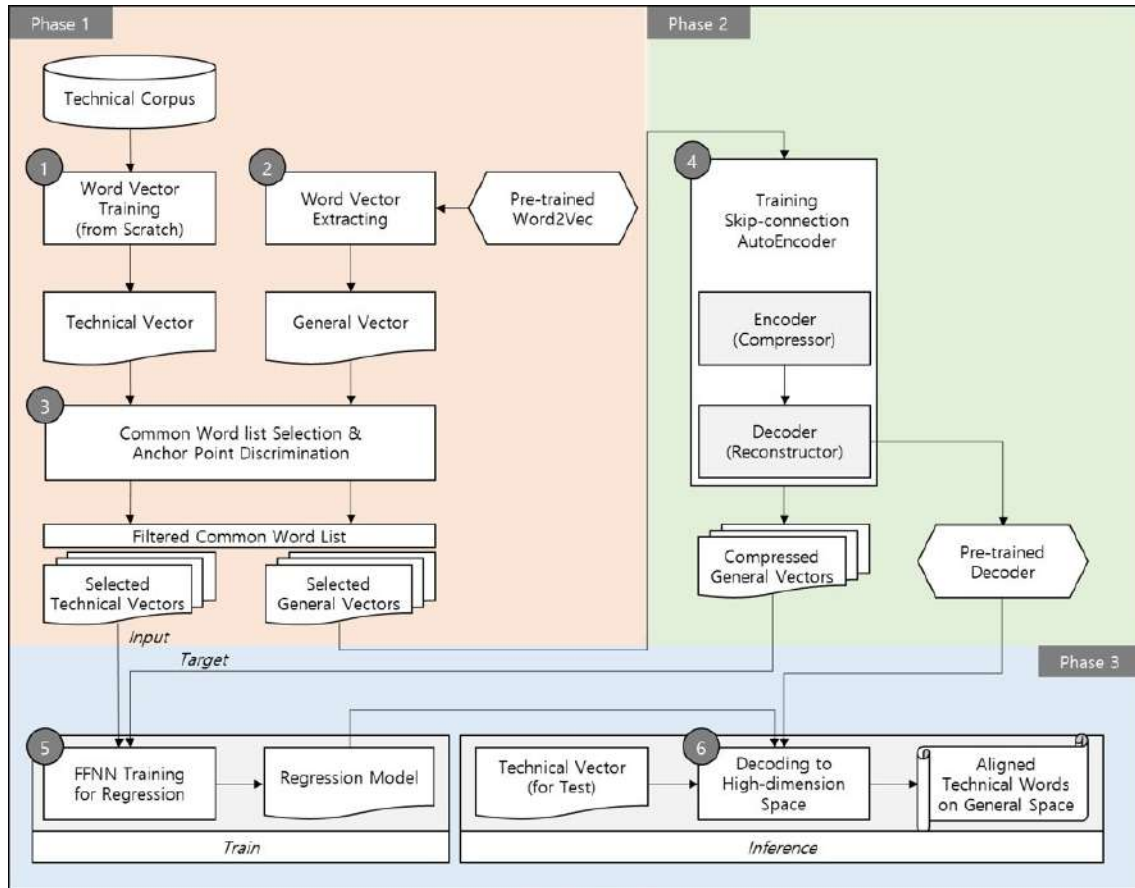 Phase 1
Phase 2
Technical Corpus
1
2
4
Word Vector
Training
(from Scratch)
Word Vector
Extracting
Pre-trained
Word2Vec
Training
Skip-connection
AutoEncoder
Technical Vector
General Vector
Encoder
(Compressor)
3
Common Word list Selection &
Anchor Point Discrimination
Decoder
(Reconstructor)
Filtered Common Word List
Selected
Technical Vectors
Selected
General Vectors
Compressed
General Vectors
Pre-trained
Decoder
Input
Target
Phase 3
5
6
FFNN Training
for Regression
Regression Model
Technical Vector
(for Test)
Decoding to
High-dimension
Space
Aligned
Technical Words
on General Space
Train
Inference